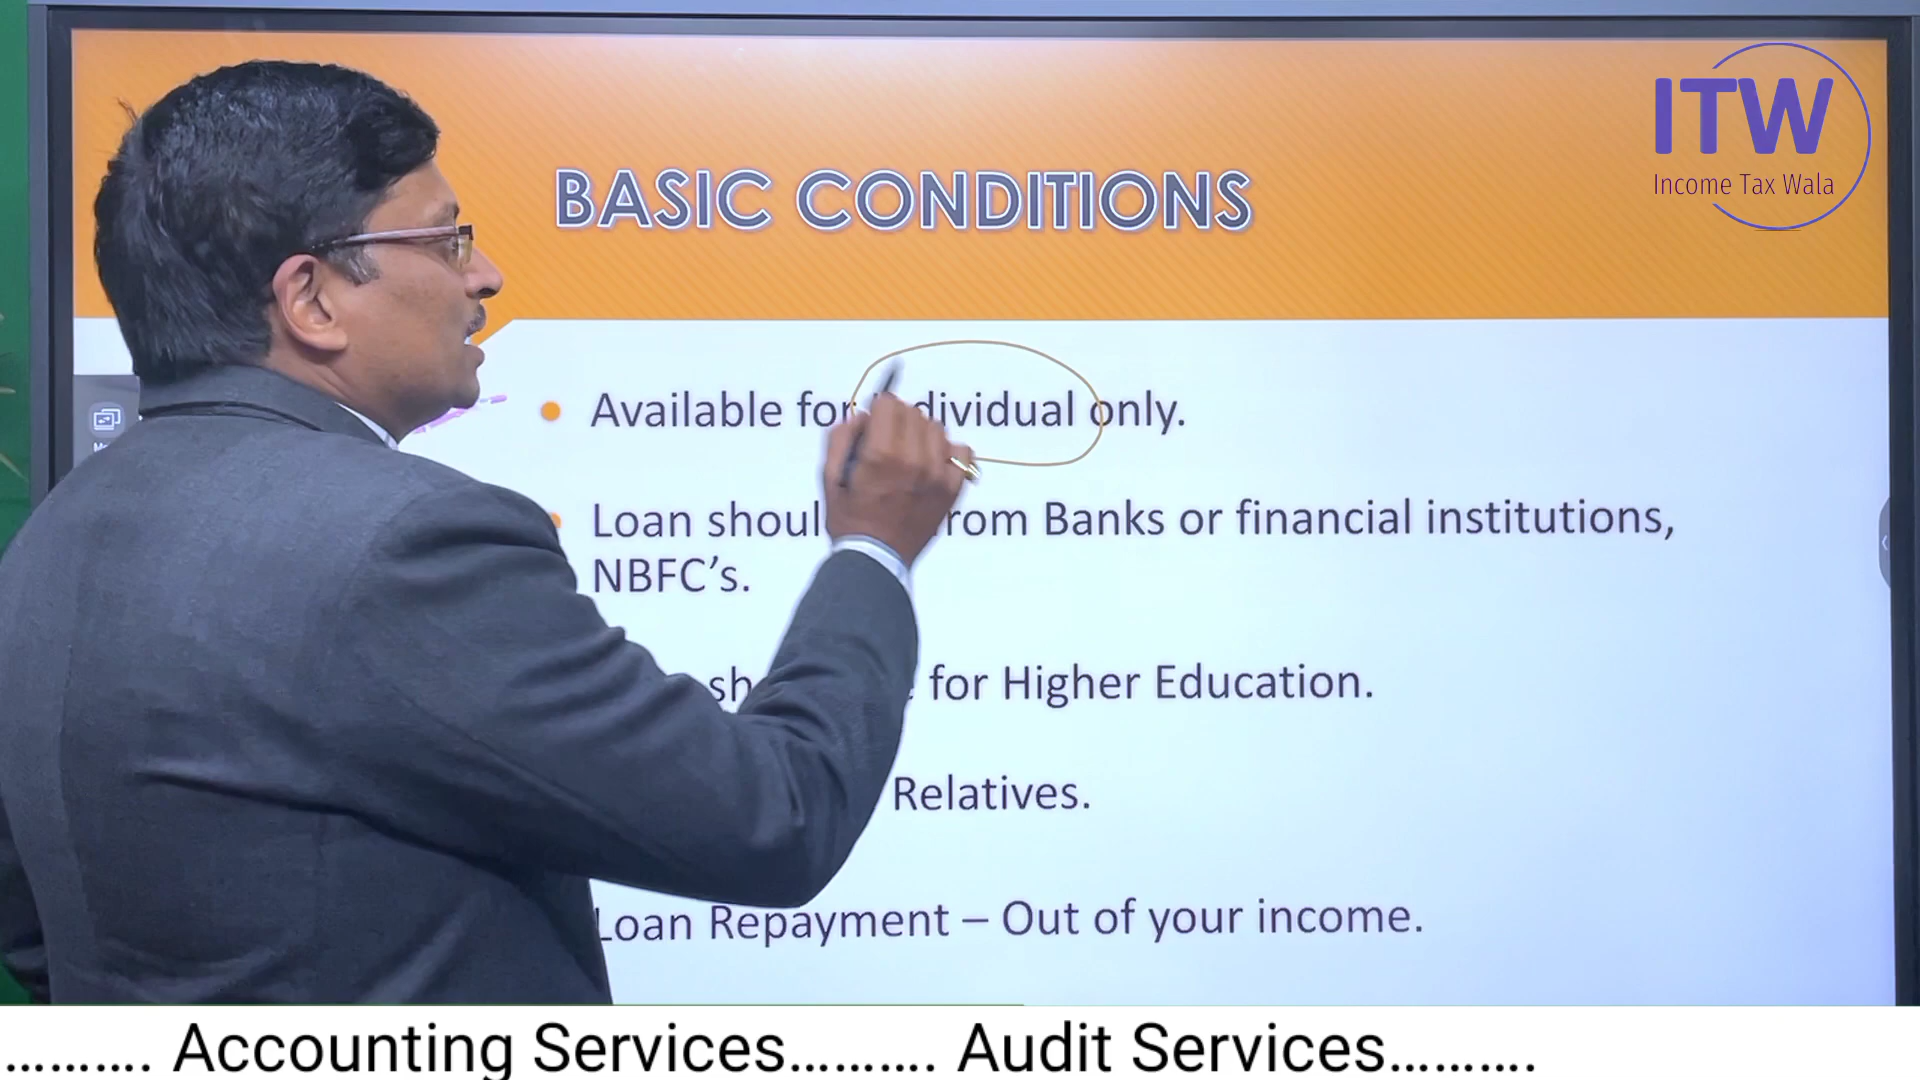 ITW
Income Tax Wala
BASIC CONDITIONS
Available for dividual only.
Loan shoul rom Banks or financial institutions,
NBFC’s.
sh for Higher Education.
Relatives.
Loan Repayment – Out of your income.
………. Accounting Services………. Audit Services……….